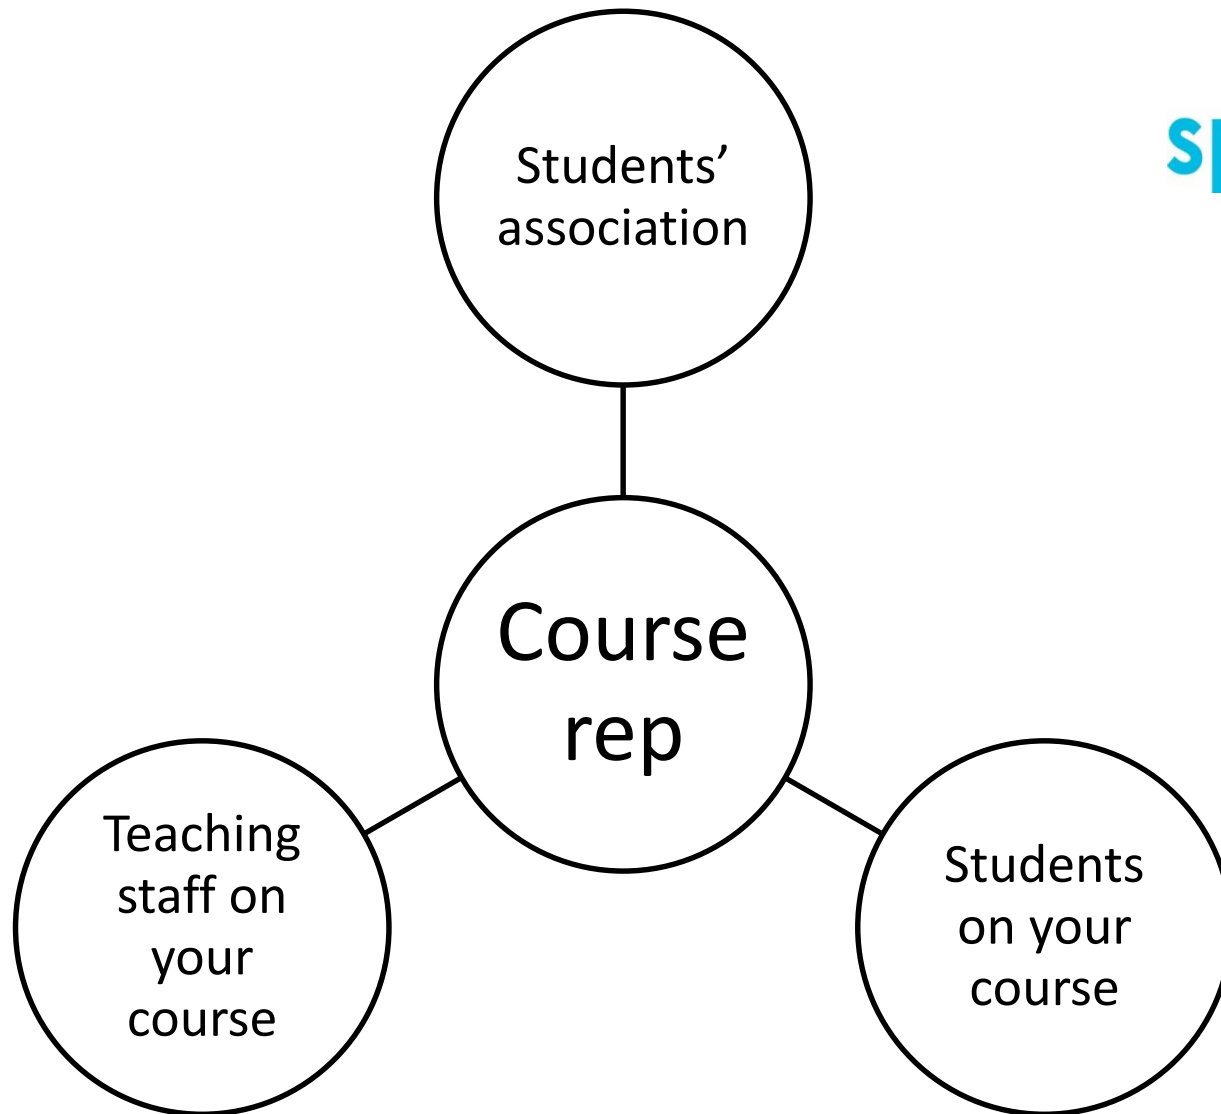 Students’
association
Course
rep
Teaching
staff on
your
course
Students
on your
course